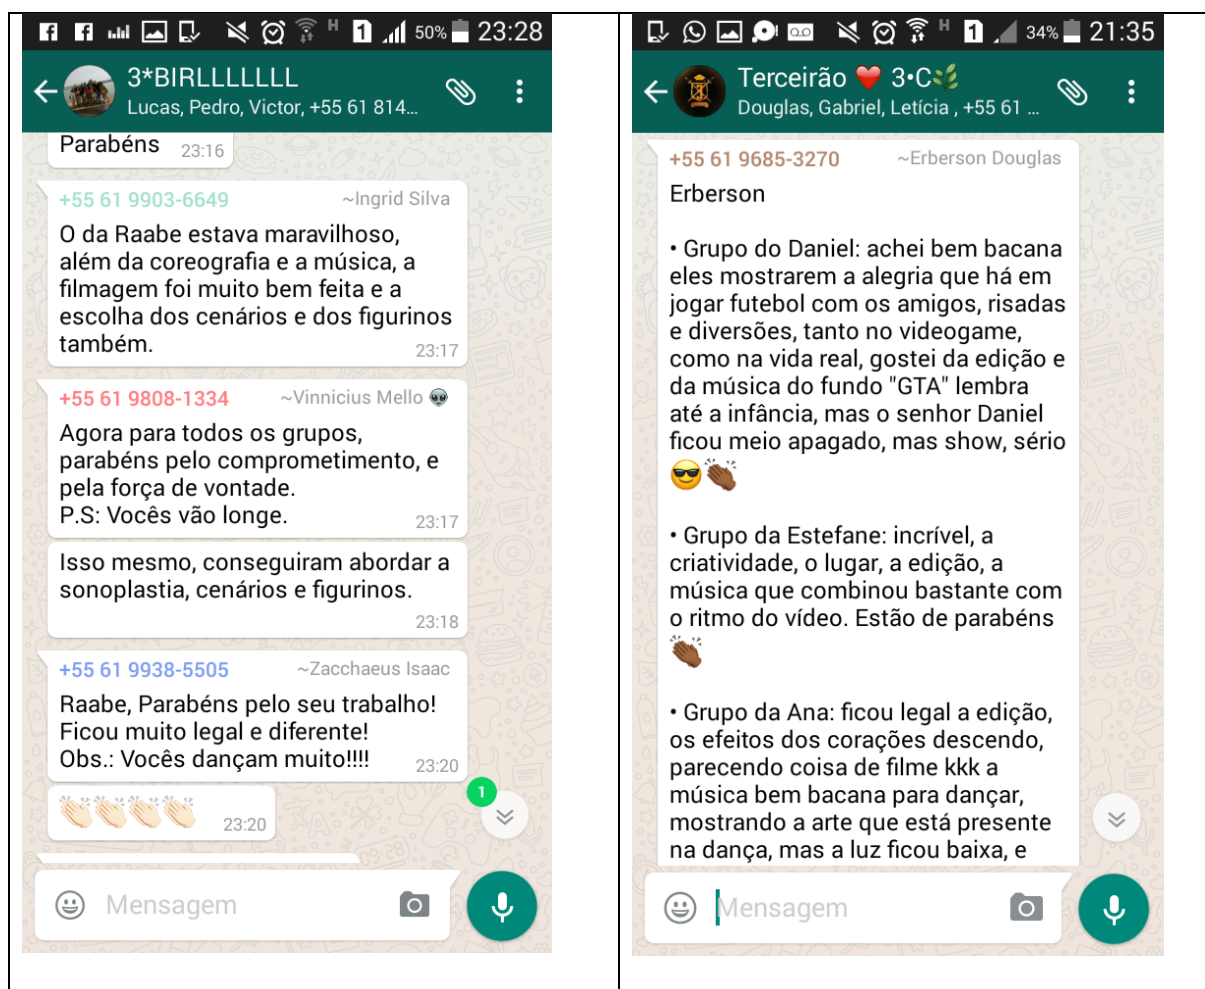 50% 23:28
3*BIRLLLLLLL
Lucas, Pedro, Victor, +55 61 814...
Parabéns 23:16
+55 61 9903-6649 ~Ingrid Silva
O da Raabe estava maravilhoso,
além da coreografia e a música, a
filmagem foi muito bem feita e a
escolha dos cenários e dos figurinos
também. 23:17
+55 61 9808-1334 ~Vinnicius Mello 👽
Agora para todos os grupos,
parabéns pelo comprometimento, e
pela força de vontade.
P.S: Vocês vão longe. 23:17
Isso mesmo, conseguiram abordar a
sonoplastia, cenários e figurinos.
23:18
+55 61 9938-5505 ~Zacchaeus Isaac
Raabe, Parabéns pelo seu trabalho!
Ficou muito legal e diferente!
Obs.: Vocês dançam muito!!!! 23:20
👏🏻👏🏻👏🏻👏🏻 23:20
1
Mensagem
H 1 34% 21:35
Terceirão ❤️ 3•C🌿
Douglas, Gabriel, Letícia , +55 61 ...
+55 61 9685-3270 ~Erberson Douglas
Erberson
• Grupo do Daniel: achei bem bacana
eles mostrarem a alegria que há em
jogar futebol com os amigos, risadas
e diversões, tanto no videogame,
como na vida real, gostei da edição e
da música do fundo "GTA" lembra
até a infância, mas o senhor Daniel
ficou meio apagado, mas show, sério
😎👏🏾
• Grupo da Estefane: incrível, a
criatividade, o lugar, a edição, a
música que combinou bastante com
o ritmo do vídeo. Estão de parabéns
👏🏾
• Grupo da Ana: ficou legal a edição,
os efeitos dos corações descendo,
parecendo coisa de filme kkk a
música bem bacana para dançar,
mostrando a arte que está presente
na dança, mas a luz ficou baixa, e
Mensagem